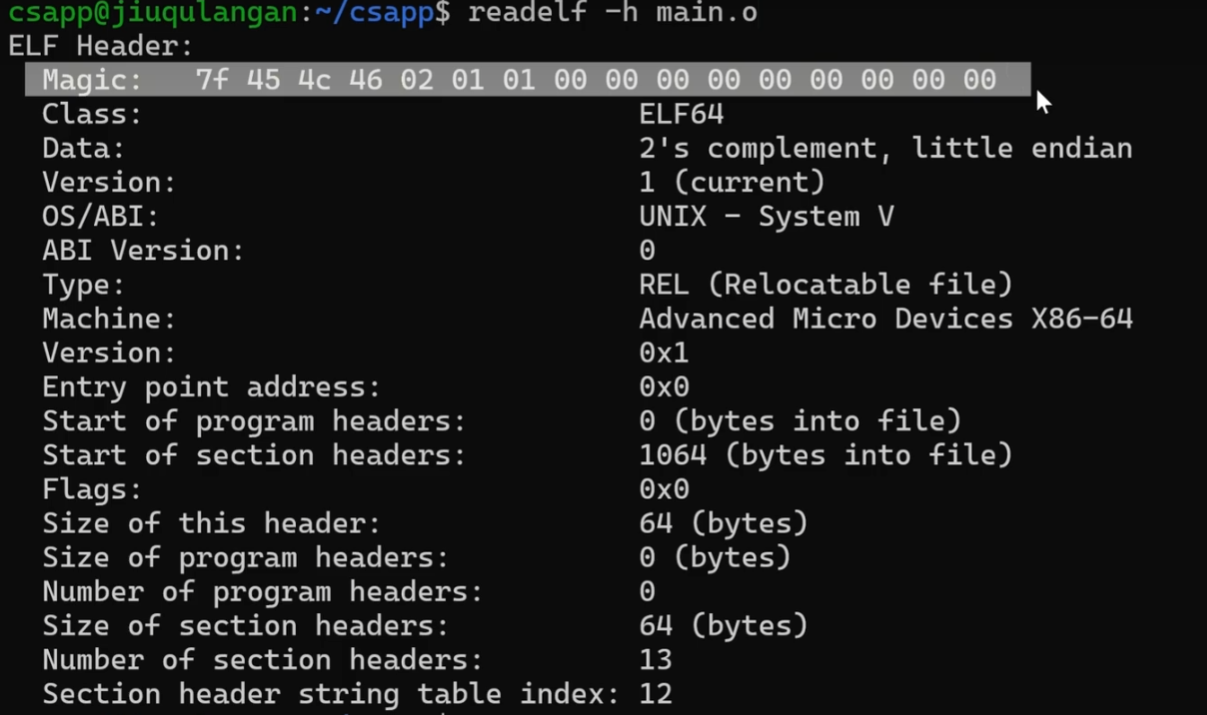 csapp@jiuqulangan:~/csapp$ readelf -h main.o
ELF Header:
Magic: 7f 45 4c 46 02 01 01 00 00 00 00 00 00 00 00 00
Class: ELF64
Data: 2's complement, little endian
Version: 1 (current)
OS/ABI: UNIX - System V
ABI Version: 0
Type: REL (Relocatable file)
Machine: Advanced Micro Devices X86-64
Version: 0x1
Entry point address: 0x0
Start of program headers: 0 (bytes into file)
Start of section headers: 1064 (bytes into file)
Flags: 0x0
Size of this header: 64 (bytes)
Size of program headers: 0 (bytes)
Number of program headers: 0
Size of section headers: 64 (bytes)
Number of section headers: 13
Section header string table index: 12